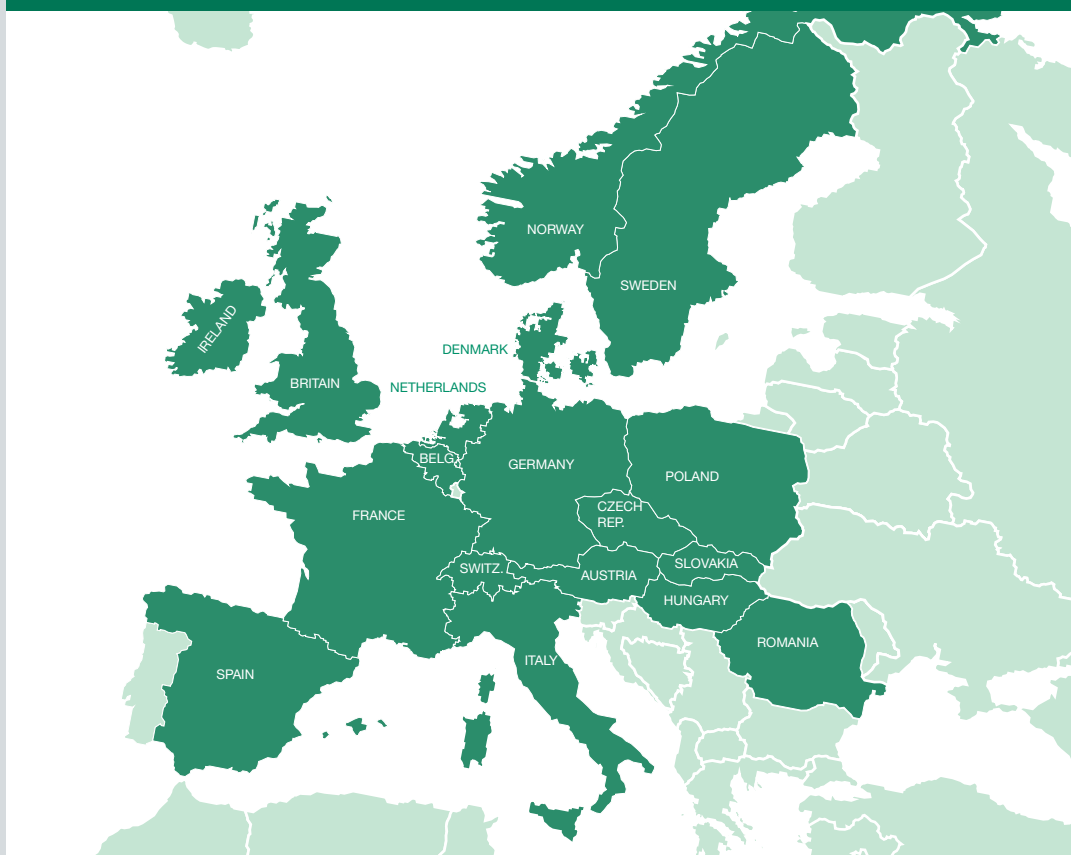 NORWAY
SWEDEN
IRELAND
DENMARK
BRITAIN
NETHERLANDS
BELG.
GERMANY
POLAND
FRANCE
CZECH
REP.
SWITZ.
AUSTRIA
SLOVAKIA
HUNGARY
ROMANIA
ITALY
SPAIN